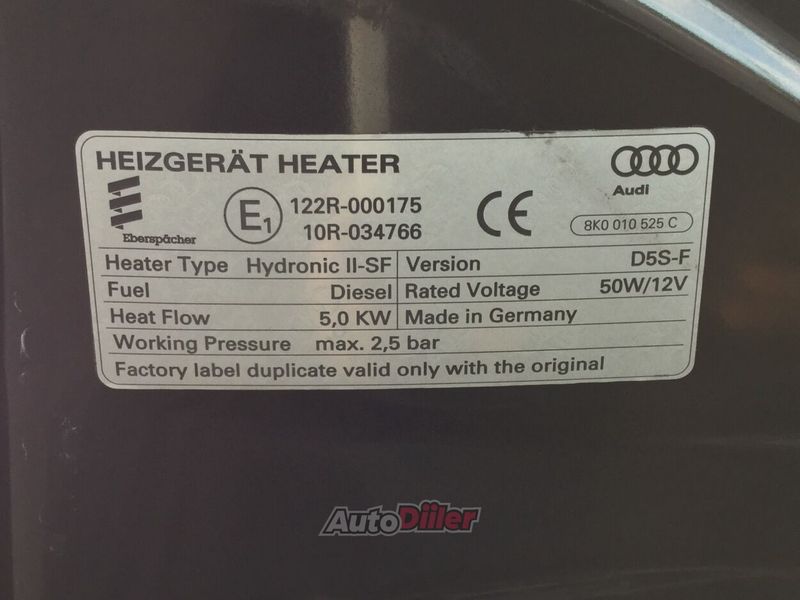 HEIZGERÄT HEATER
Audi
Eberspächer
E1
122R-000175
10R-034766
CE
8K0 010 525 C
Heater Type Hydronic II-SF Version D5S-F
Fuel Diesel Rated Voltage 50W/12V
Heat Flow 5,0 KW Made in Germany
Working Pressure max. 2,5 bar
Factory label duplicate valid only with the original
AutoDiiler